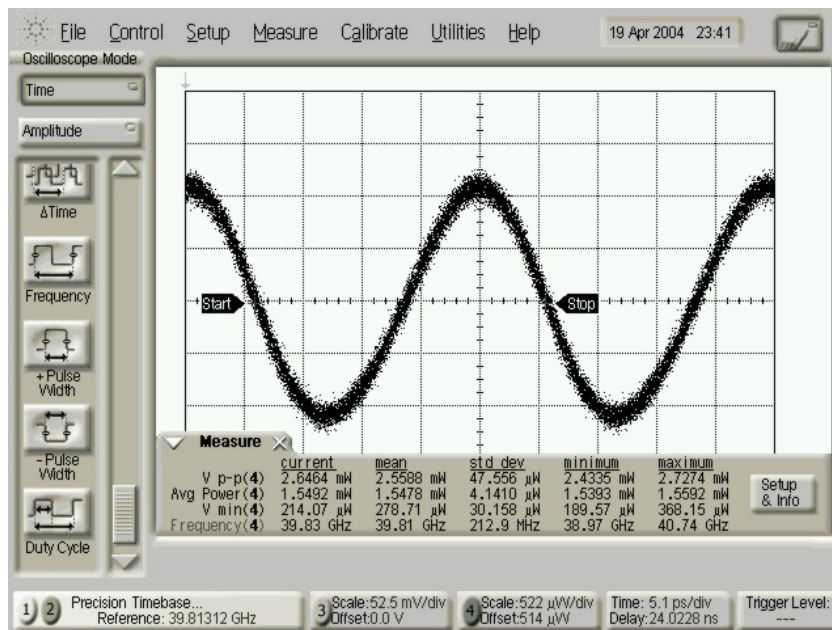 File Control Setup Measure Calibrate Utilities Help 19 Apr 2004 23:41
Oscilloscope Mode
Time
Amplitude
ΔTime
Frequency
Start
Stop
+ Pulse
Width
- Pulse
Width
Duty Cycle
Measure
current mean std dev minimum maximum
V p-p(4) 2.6464 mW 2.5588 mW 47.556 µW 2.4335 mW 2.7274 mW
Avg Power(4) 1.5492 mW 1.5478 mW 4.1410 µW 1.5393 mW 1.5592 mW
V min(4) 214.07 µW 278.71 µW 30.158 µW 189.57 µW 368.15 µW
Frequency(4) 39.83 GHz 39.81 GHz 212.9 MHz 38.97 GHz 40.74 GHz
Setup
& Info
1 2 Precision Timebase...
Reference: 39.81312 GHz
3 Scale:52.5 mV/div
Offset:0.0 V
4 Scale:522 µW/div
Offset:514 µW
Time: 5.1 ps/div
Delay:24.0228 ns
Trigger Level:
---